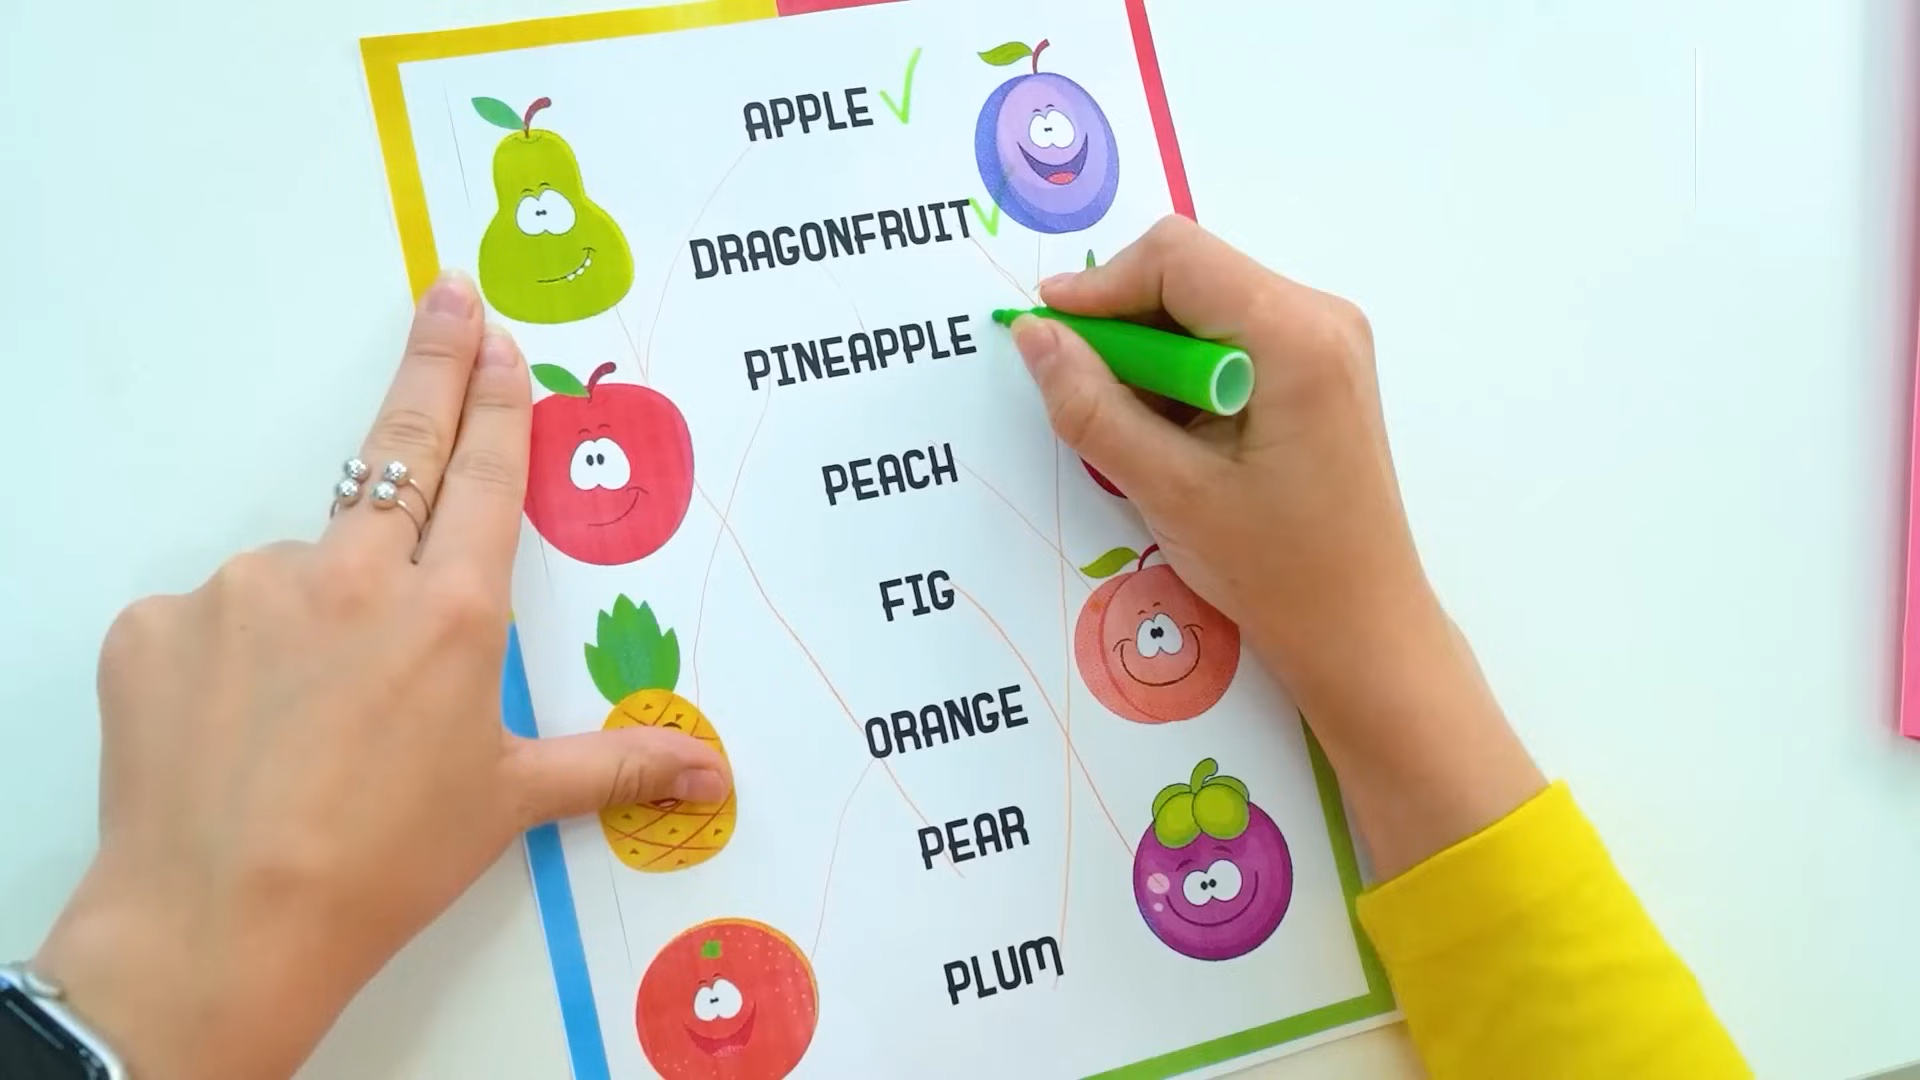 APPLE
DRAGONFRUIT
PINEAPPLE
PEACH
FIG
ORANGE
PEAR
PLUM